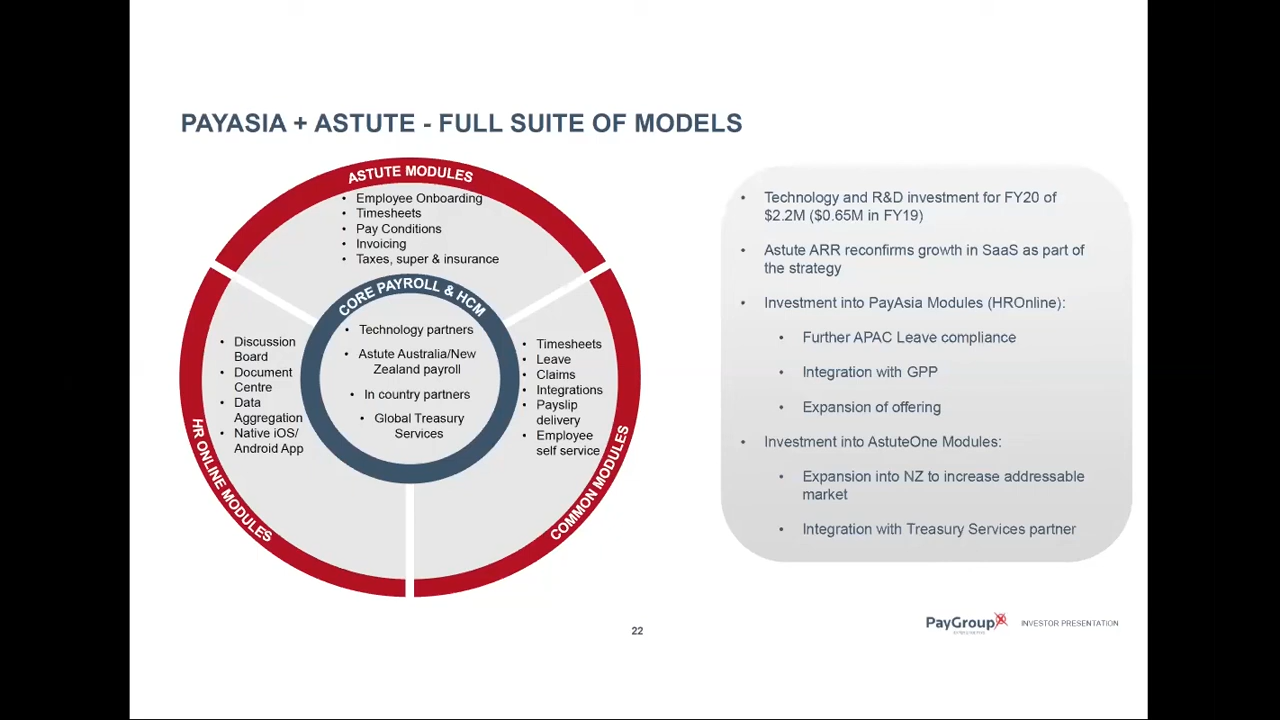 PAYASIA + ASTUTE - FULL SUITE OF MODELS
ASTUTE MODULES
• Employee Onboarding
• Timesheets
• Pay Conditions
• Invoicing
• Taxes, super & insurance
CORE PAYROLL & HCM
• Technology partners
• Astute Australia/New
Zealand payroll
• In country partners
• Global Treasury
Services
• Discussion
Board
• Document
Centre
• Data
Aggregation
• Native iOS/
Android App
HR ONLINE MODULES
• Timesheets
• Leave
• Claims
• Integrations
• Payslip
delivery
• Employee
self service
COMMON MODULES
• Technology and R&D investment for FY20 of
$2.2M ($0.65M in FY19)
• Astute ARR reconfirms growth in SaaS as part of
the strategy
• Investment into PayAsia Modules (HROnline):
• Further APAC Leave compliance
• Integration with GPP
• Expansion of offering
• Investment into AstuteOne Modules:
• Expansion into NZ to increase addressable
market
• Integration with Treasury Services partner
22
PayGroup
INVESTOR PRESENTATION